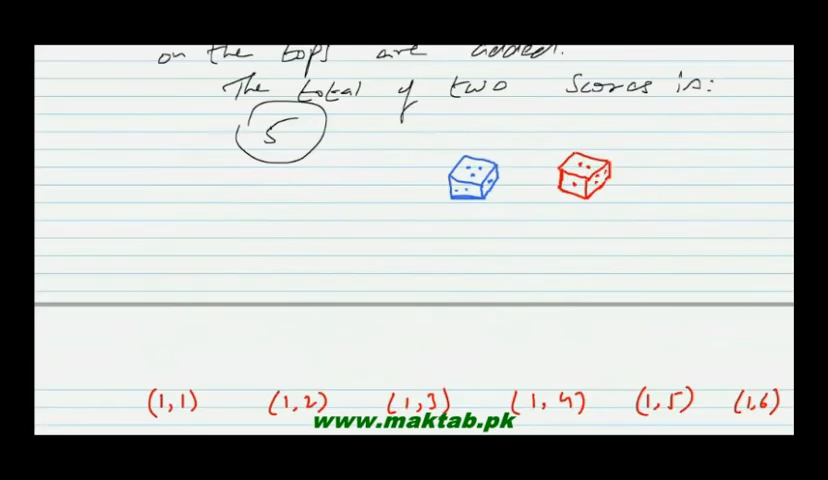 on the tops are added.
The total of two scores is:
5
(1,1) (1,2) (1,3) (1,4) (1,5) (1,6)
www.maktab.pk